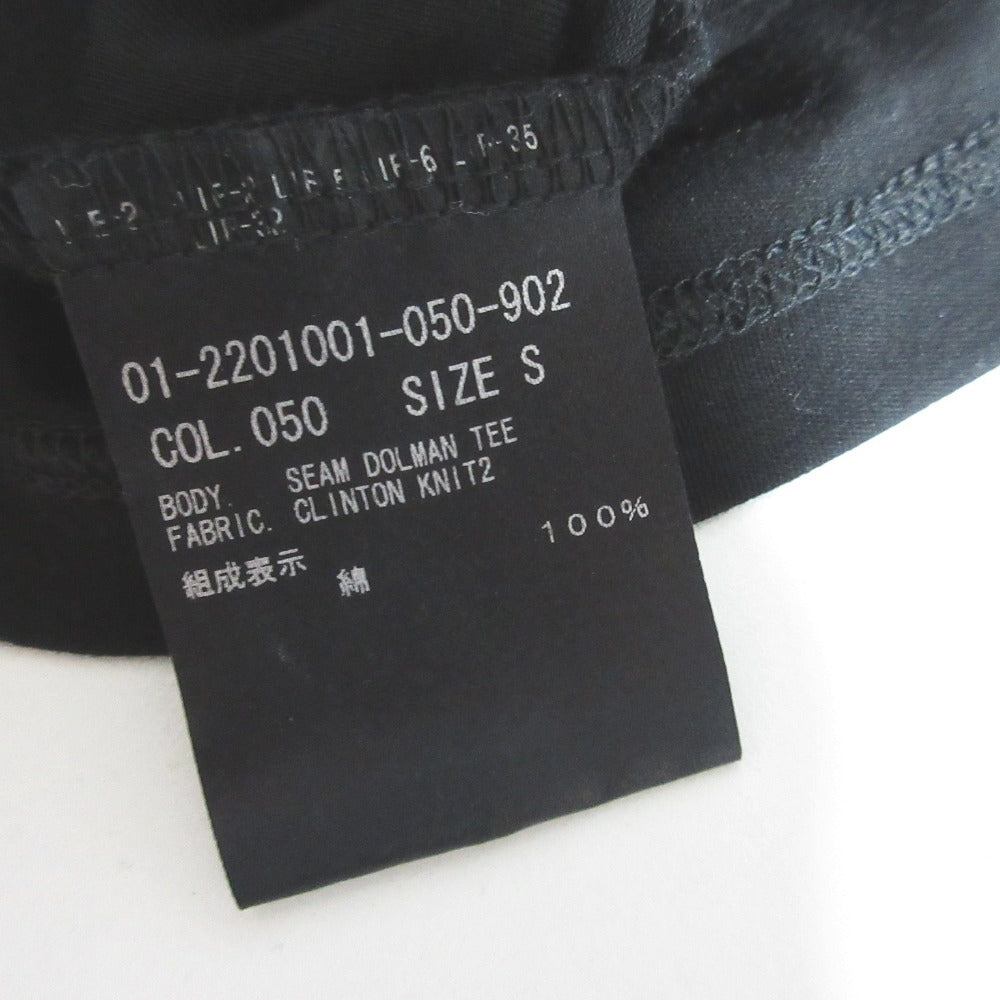 01-2201001-050-902
COL.050 SIZE S
BODY. SEAM DOLMAN TEE
FABRIC. CLINTON KNIT2
組成表示 綿 100%